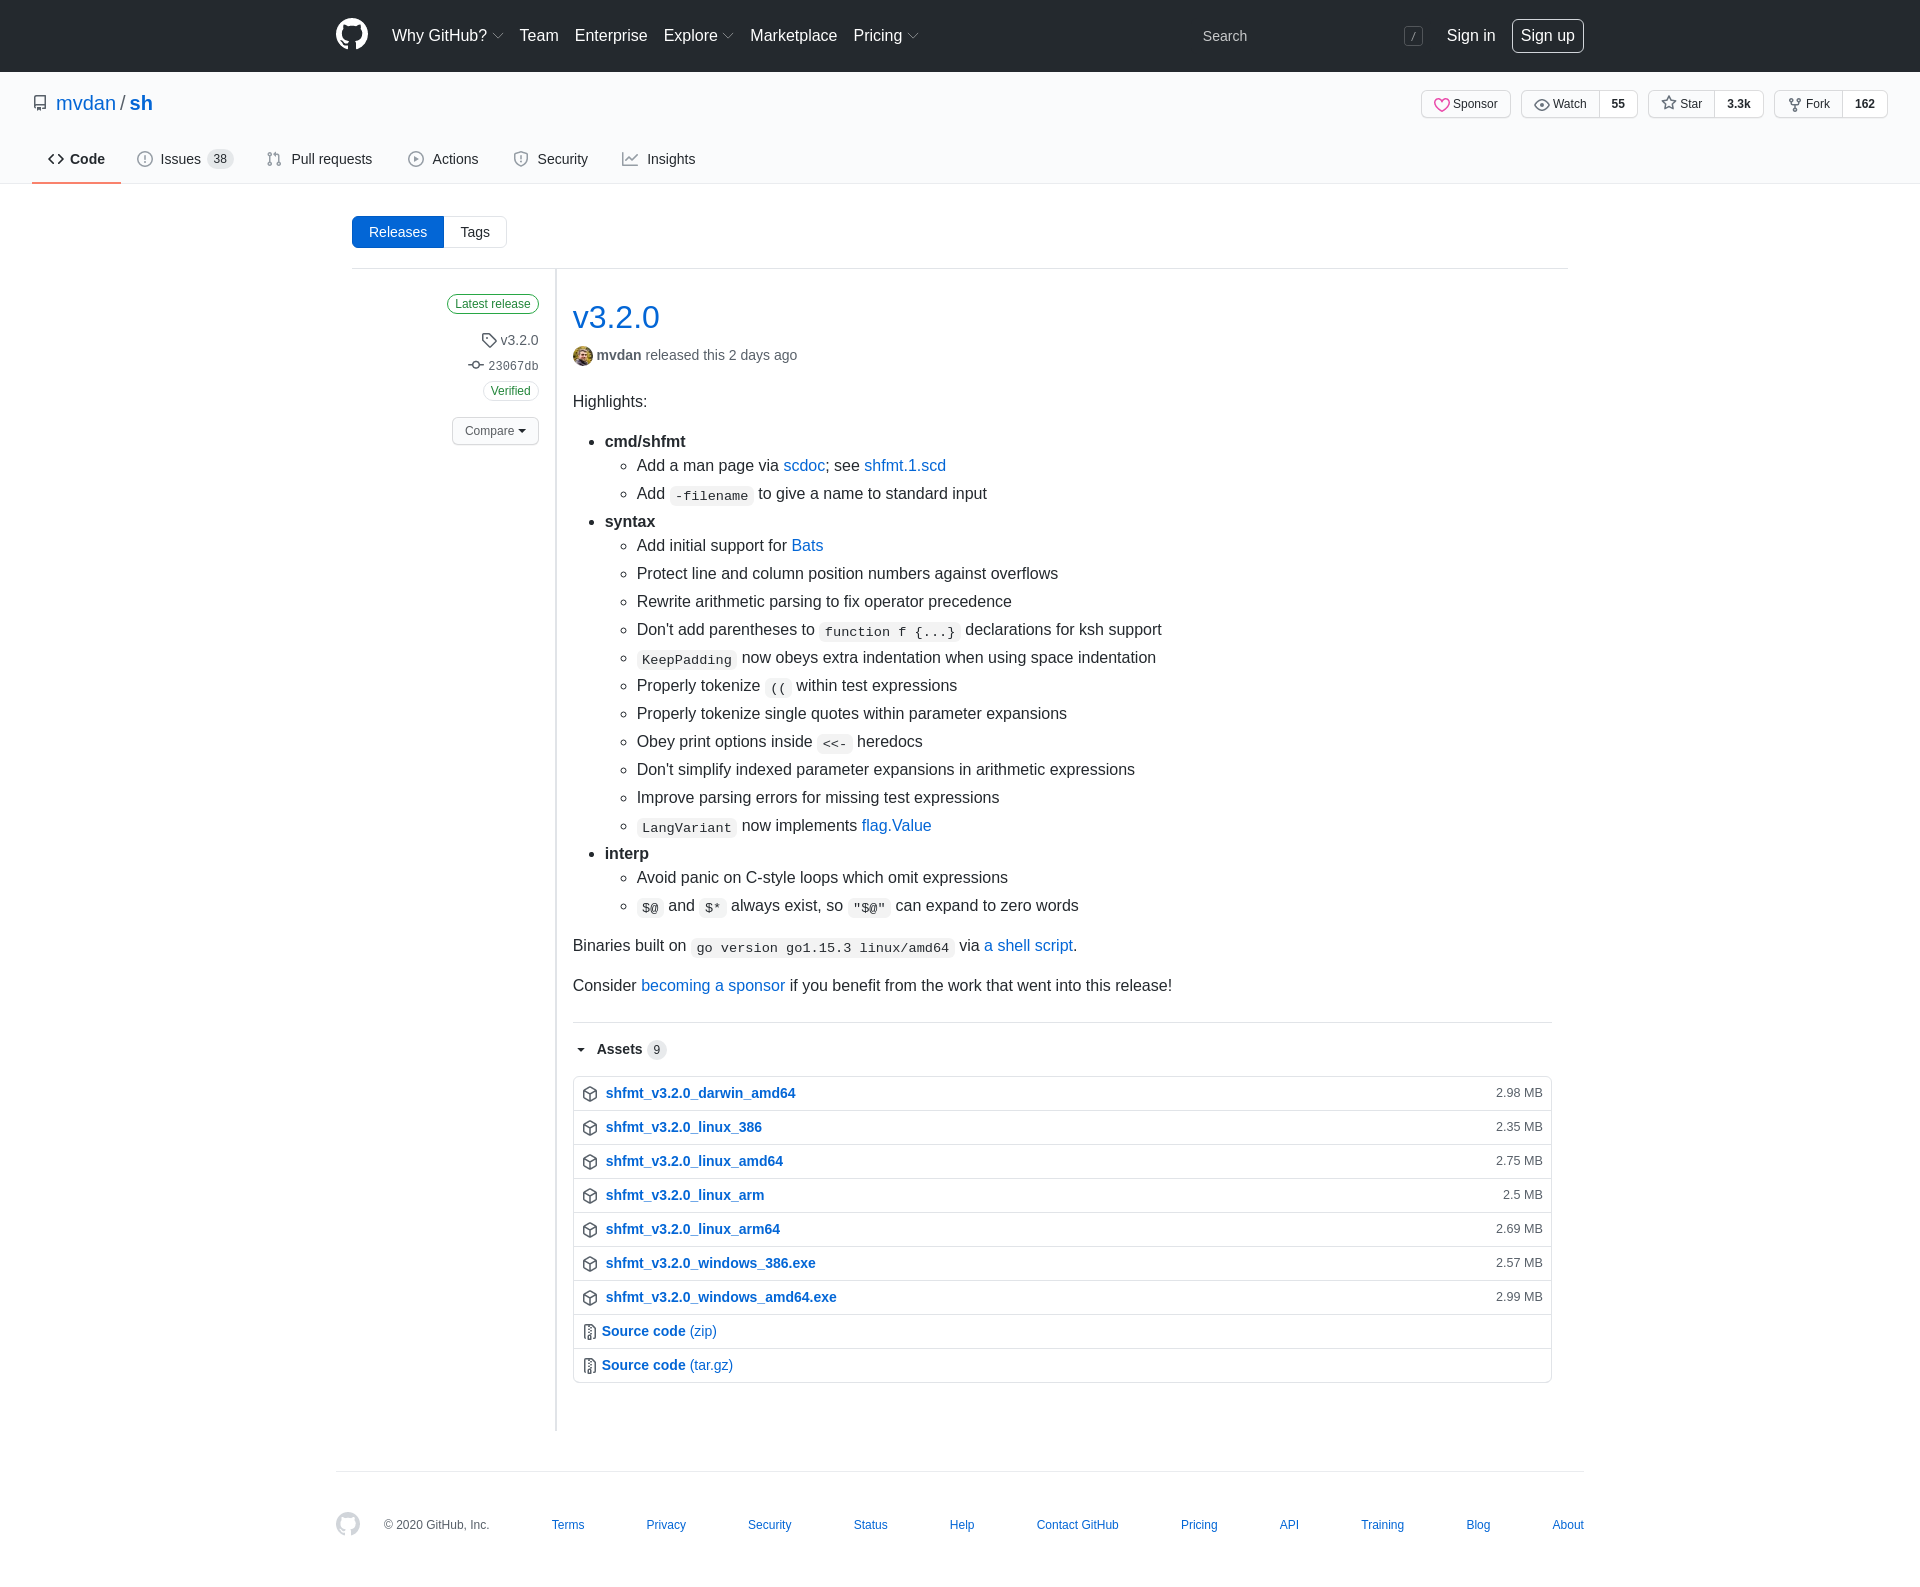 Why GitHub? Team Enterprise Explore Marketplace Pricing Search / Sign in Sign up
mvdan / sh Sponsor Watch 55 Star 3.3k Fork 162
Code Issues 38 Pull requests Actions Security Insights
Releases Tags
Latest release
v3.2.0
23067db
Verified
Compare
v3.2.0
mvdan released this 2 days ago
Highlights:
cmd/shfmt
Add a man page via scdoc; see shfmt.1.scd
Add -filename to give a name to standard input
syntax
Add initial support for Bats
Protect line and column position numbers against overflows
Rewrite arithmetic parsing to fix operator precedence
Don't add parentheses to function f {...} declarations for ksh support
KeepPadding now obeys extra indentation when using space indentation
Properly tokenize (( within test expressions
Properly tokenize single quotes within parameter expansions
Obey print options inside <<- heredocs
Don't simplify indexed parameter expansions in arithmetic expressions
Improve parsing errors for missing test expressions
LangVariant now implements flag.Value
interp
Avoid panic on C-style loops which omit expressions
$@ and $* always exist, so "$@" can expand to zero words
Binaries built on go version go1.15.3 linux/amd64 via a shell script.
Consider becoming a sponsor if you benefit from the work that went into this release!
Assets 9
shfmt_v3.2.0_darwin_amd64 2.98 MB
shfmt_v3.2.0_linux_386 2.35 MB
shfmt_v3.2.0_linux_amd64 2.75 MB
shfmt_v3.2.0_linux_arm 2.5 MB
shfmt_v3.2.0_linux_arm64 2.69 MB
shfmt_v3.2.0_windows_386.exe 2.57 MB
shfmt_v3.2.0_windows_amd64.exe 2.99 MB
Source code (zip)
Source code (tar.gz)
© 2020 GitHub, Inc. Terms Privacy Security Status Help Contact GitHub Pricing API Training Blog About